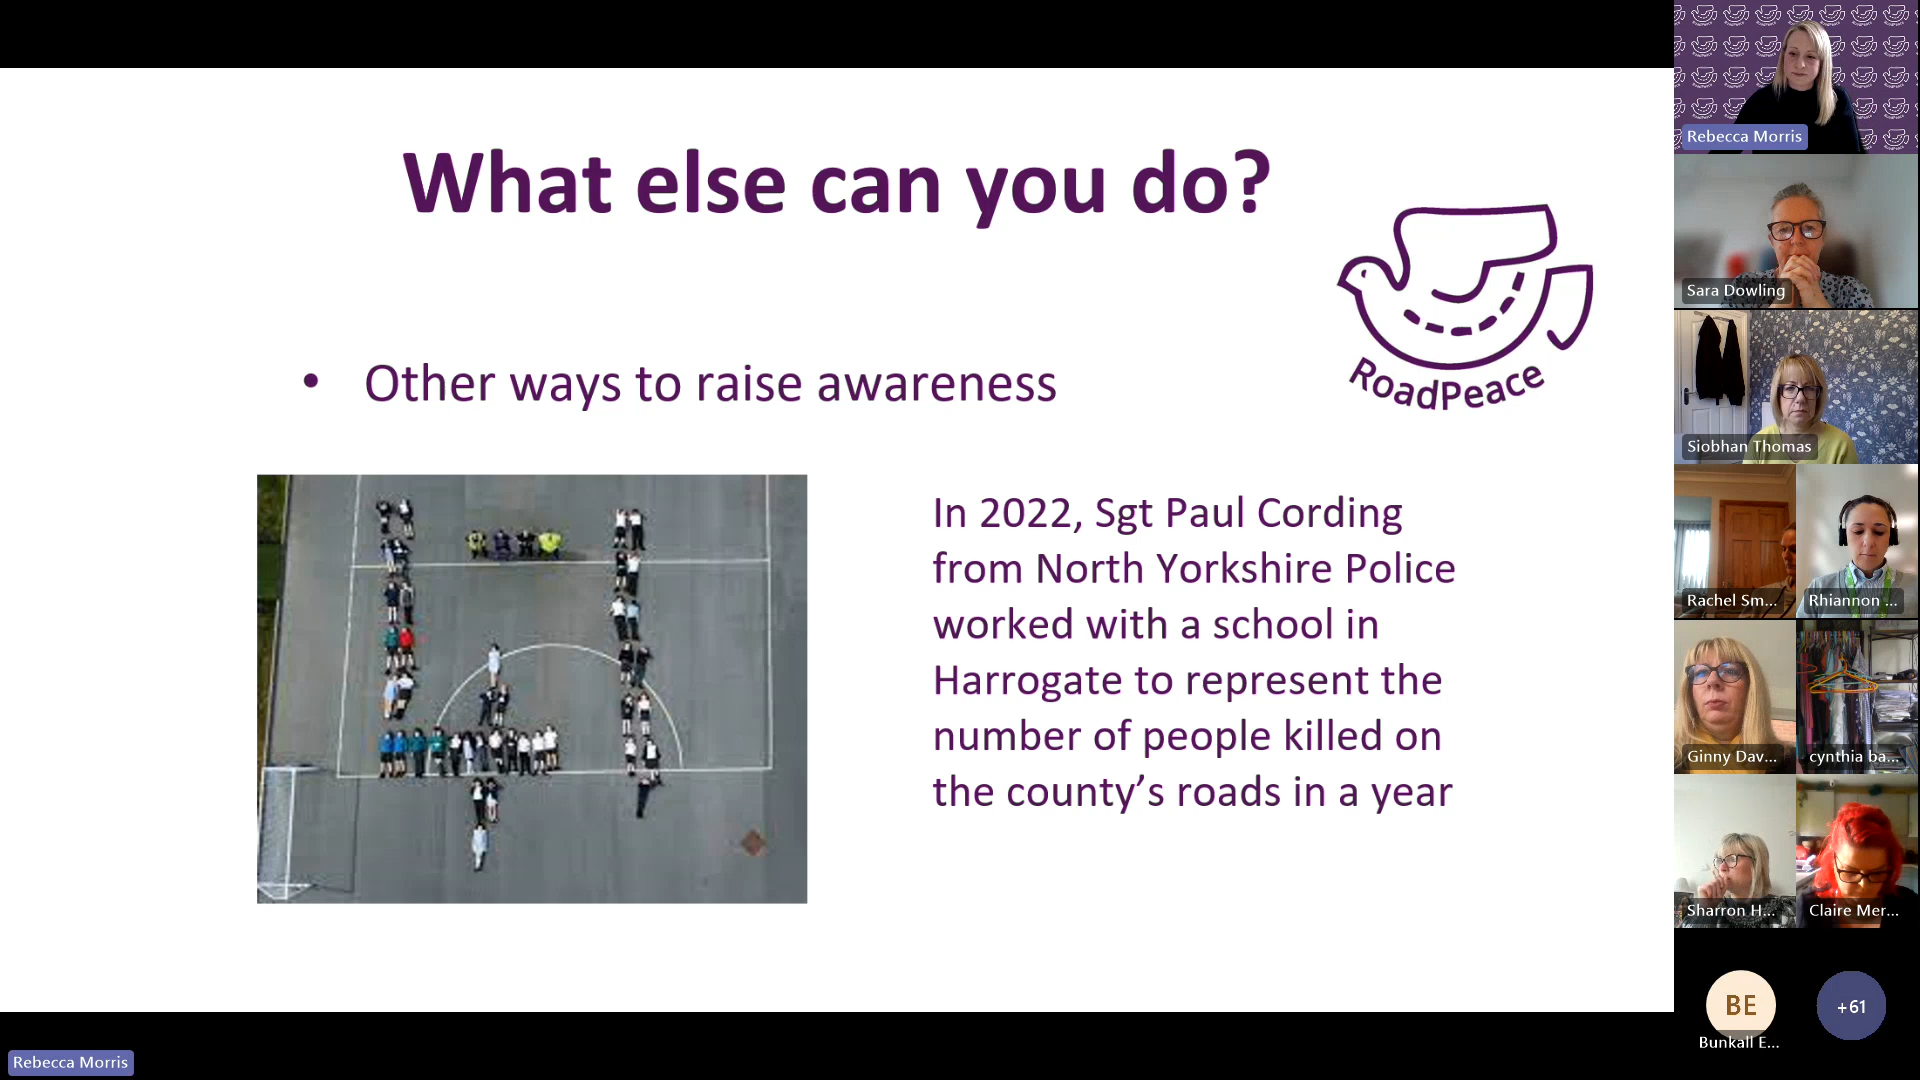 What else can you do?
RoadPeace
• Other ways to raise awareness
In 2022, Sgt Paul Cording
from North Yorkshire Police
worked with a school in
Harrogate to represent the
number of people killed on
the county’s roads in a year
Rebecca Morris
Rebecca Morris
Sara Dowling
Siobhan Thomas
Rachel Sm...
Rhiannon ...
Ginny Dav...
cynthia ba...
Sharron H...
Claire Mer...
BE
Bunkall E...
+61